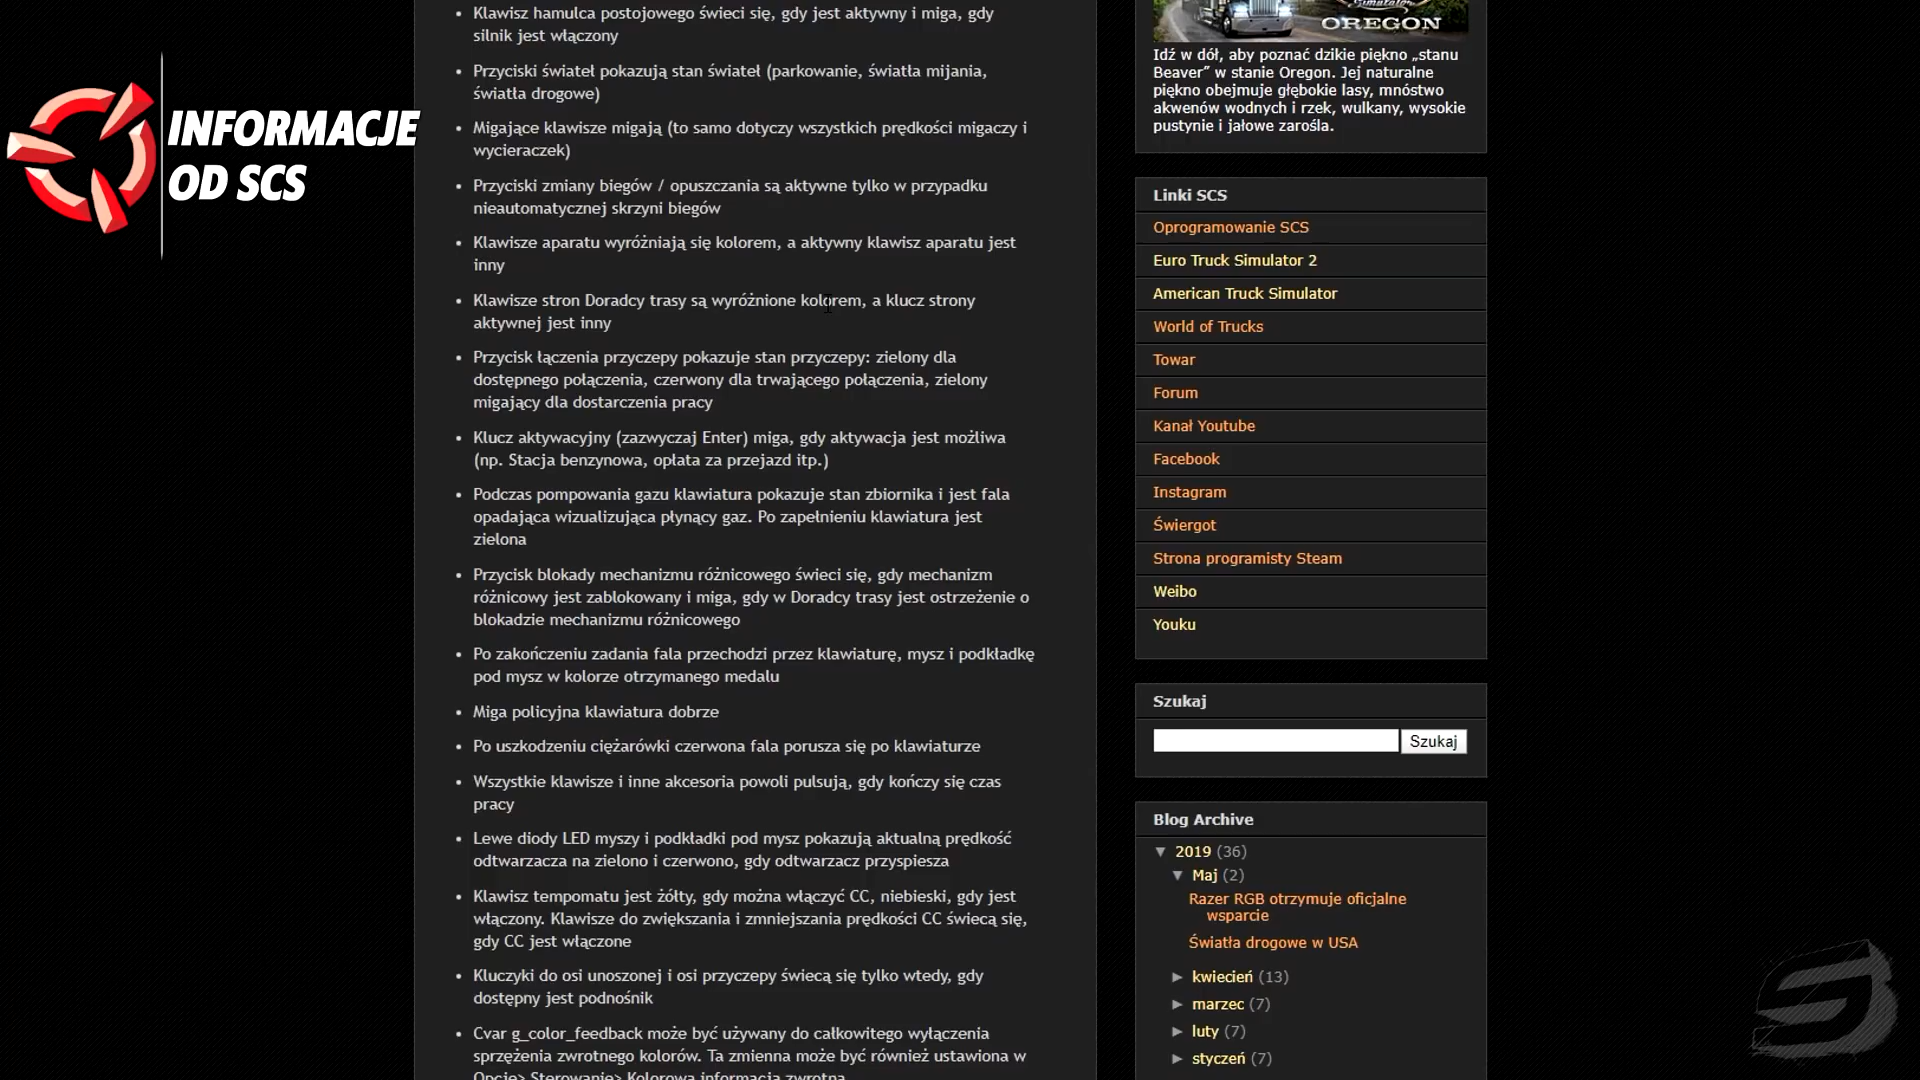 INFORMACJE
OD SCS
Klawisz hamulca postojowego świeci się, gdy jest aktywny i miga, gdy
silnik jest włączony
Przyciski świateł pokazują stan świateł (parkowanie, światła mijania,
światła drogowe)
Migające klawisze migają (to samo dotyczy wszystkich prędkości migaczy i
wycieraczek)
Przyciski zmiany biegów / opuszczania są aktywne tylko w przypadku
nieautomatycznej skrzyni biegów
Klawisze aparatu wyróżniają się kolorem, a aktywny klawisz aparatu jest
inny
Klawisze stron Doradcy trasy są wyróżnione kolorem, a klucz strony
aktywnej jest inny
Przycisk łączenia przyczepy pokazuje stan przyczepy: zielony dla
dostępnego połączenia, czerwony dla trwającego połączenia, zielony
migający dla dostarczenia pracy
Klucz aktywacyjny (zazwyczaj Enter) miga, gdy aktywacja jest możliwa
(np. Stacja benzynowa, opłata za przejazd itp.)
Podczas pompowania gazu klawiatura pokazuje stan zbiornika i jest fala
opadająca wizualizująca płynący gaz. Po zapełnieniu klawiatura jest
zielona
Przycisk blokady mechanizmu różnicowego świeci się, gdy mechanizm
różnicowy jest zablokowany i miga, gdy w Doradcy trasy jest ostrzeżenie o
blokadzie mechanizmu różnicowego
Po zakończeniu zadania fala przechodzi przez klawiaturę, mysz i podkładkę
pod mysz w kolorze otrzymanego medalu
Miga policyjna klawiatura dobrze
Po uszkodzeniu ciężarówki czerwona fala porusza się po klawiaturze
Wszystkie klawisze i inne akcesoria powoli pulsują, gdy kończy się czas
pracy
Lewe diody LED myszy i podkładki pod mysz pokazują aktualną prędkość
odtwarzacza na zielono i czerwono, gdy odtwarzacz przyspiesza
Klawisz tempomatu jest żółty, gdy można włączyć CC, niebieski, gdy jest
włączony. Klawisze do zwiększania i zmniejszania prędkości CC świecą się,
gdy CC jest włączone
Kluczyki do osi unoszonej i osi przyczepy świecą się tylko wtedy, gdy
dostępny jest podnośnik
Cvar g_color_feedback może być używany do całkowitego wyłączenia
sprzężenia zwrotnego kolorów. Ta zmienna może być również ustawiona w
Opcje> Sterowanie> Kolorowa informacja zwrotna
OREGON
Idź w dół, aby poznać dzikie piękno „stanu
Beaver” w stanie Oregon. Jej naturalne
piękno obejmuje głębokie lasy, mnóstwo
akwenów wodnych i rzek, wulkany, wysokie
pustynie i jałowe zarośla.
Linki SCS
Oprogramowanie SCS
Euro Truck Simulator 2
American Truck Simulator
World of Trucks
Towar
Forum
Kanał Youtube
Facebook
Instagram
Świergot
Strona programisty Steam
Weibo
Youku
Szukaj
Szukaj
Blog Archive
▼ 2019 (36)
▼ Maj (2)
Razer RGB otrzymuje oficjalne
wsparcie
Światła drogowe w USA
► kwiecień (13)
► marzec (7)
► luty (7)
► styczeń (7)